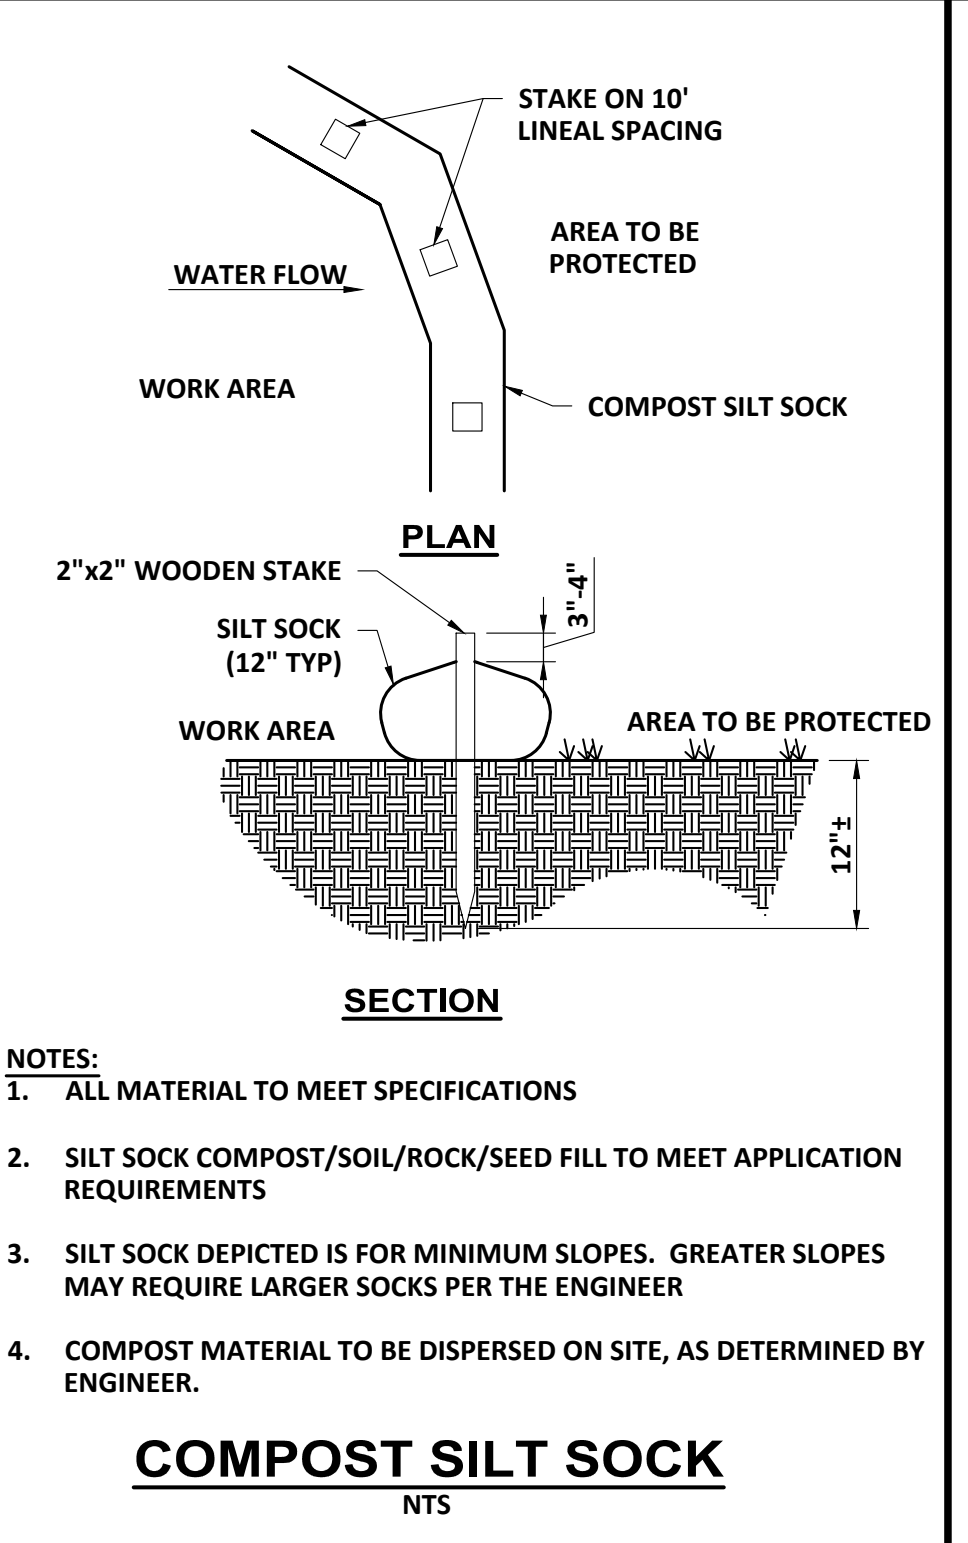 STAKE ON 10'
LINEAL SPACING
AREA TO BE
PROTECTED
WATER FLOW
WORK AREA
COMPOST SILT SOCK
PLAN
2"x2" WOODEN STAKE
3"-4"
SILT SOCK
(12" TYP)
WORK AREA
AREA TO BE PROTECTED
12"±
SECTION
NOTES:
1. ALL MATERIAL TO MEET SPECIFICATIONS
2. SILT SOCK COMPOST/SOIL/ROCK/SEED FILL TO MEET APPLICATION
REQUIREMENTS
3. SILT SOCK DEPICTED IS FOR MINIMUM SLOPES. GREATER SLOPES
MAY REQUIRE LARGER SOCKS PER THE ENGINEER
4. COMPOST MATERIAL TO BE DISPERSED ON SITE, AS DETERMINED BY
ENGINEER.
COMPOST SILT SOCK
NTS